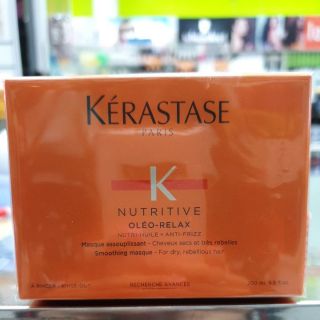 KÉRASTASE
PARIS
K
NUTRITIVE
OLÉO-RELAX
NUTRI-HUILE + ANTI-FRIZZ
Masque assouplissant - Cheveux secs et très rebelles
Smoothing masque - For dry, rebellious hair
À RINCER - RINSE OUT
RECHERCHE AVANCÉE
200 ml